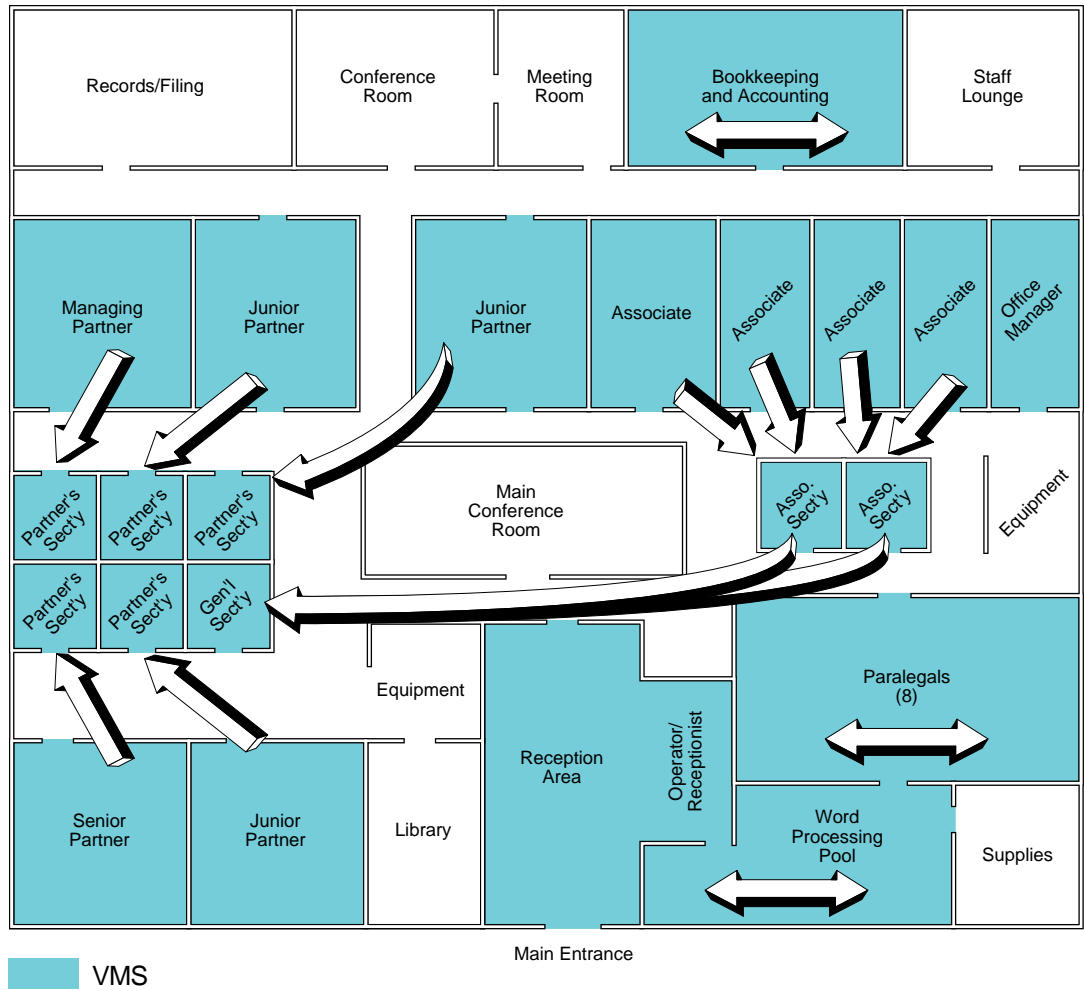 Records/Filing
Conference
Room
Meeting
Room
Bookkeeping
and Accounting
Staff
Lounge
Managing
Partner
Junior
Partner
Junior
Partner
Associate
Associate
Associate
Associate
Office
Manager
Partner's
Sect'y
Partner's
Sect'y
Partner's
Sect'y
Main
Conference
Room
Asso.
Sect'y
Asso.
Sect'y
Equipment
Partner's
Sect'y
Partner's
Sect'y
Gen'l
Sect'y
Equipment
Paralegals
(8)
Reception
Area
Operator/
Receptionist
Senior
Partner
Junior
Partner
Library
Word
Processing
Pool
Supplies
Main Entrance
VMS